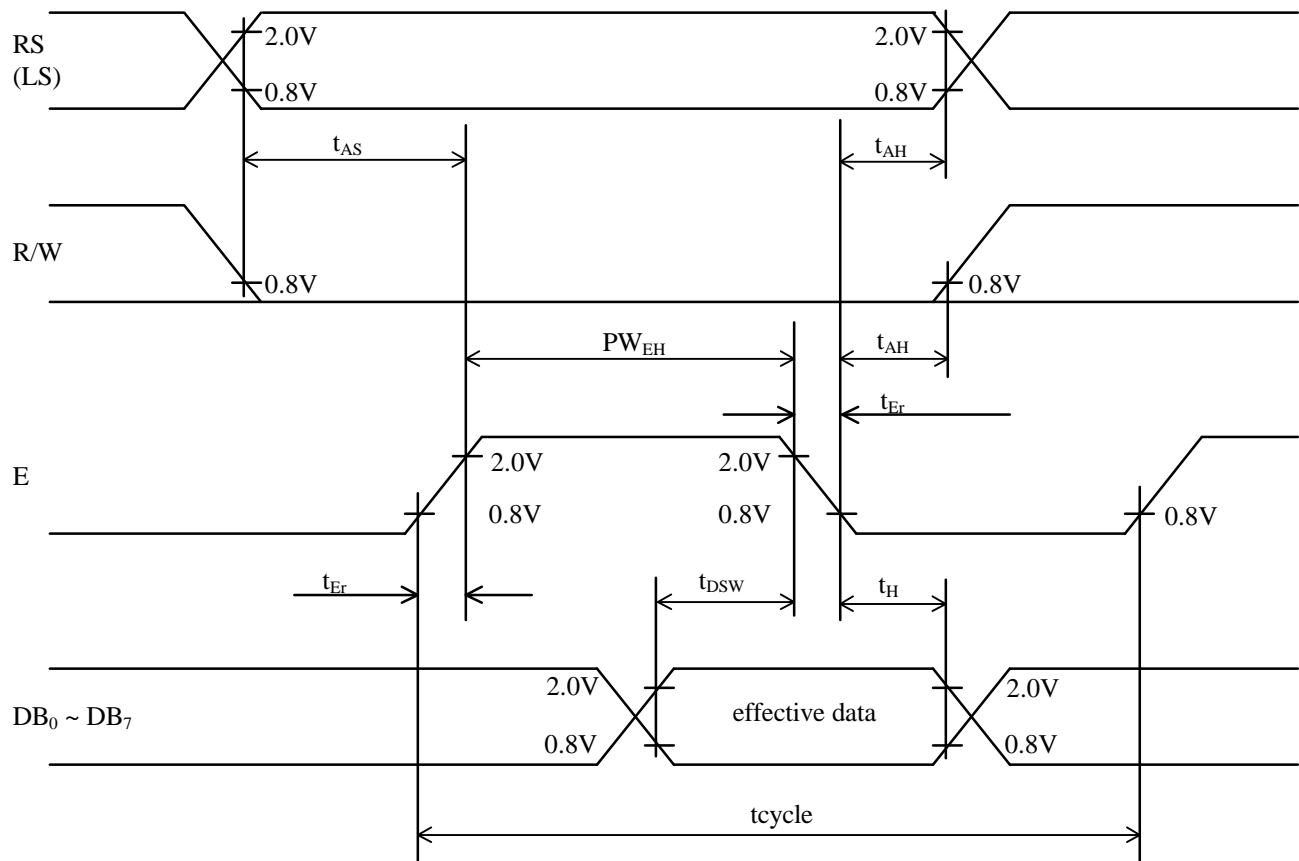 RS
(LS)
2.0V
2.0V
0.8V
0.8V
tAS
tAH
R/W
0.8V
0.8V
PWEH
tAH
tEr
E
2.0V
2.0V
0.8V
0.8V
0.8V
tEr
tDSW
tH
DB0 ~ DB7
2.0V
effective data
2.0V
0.8V
0.8V
tcycle